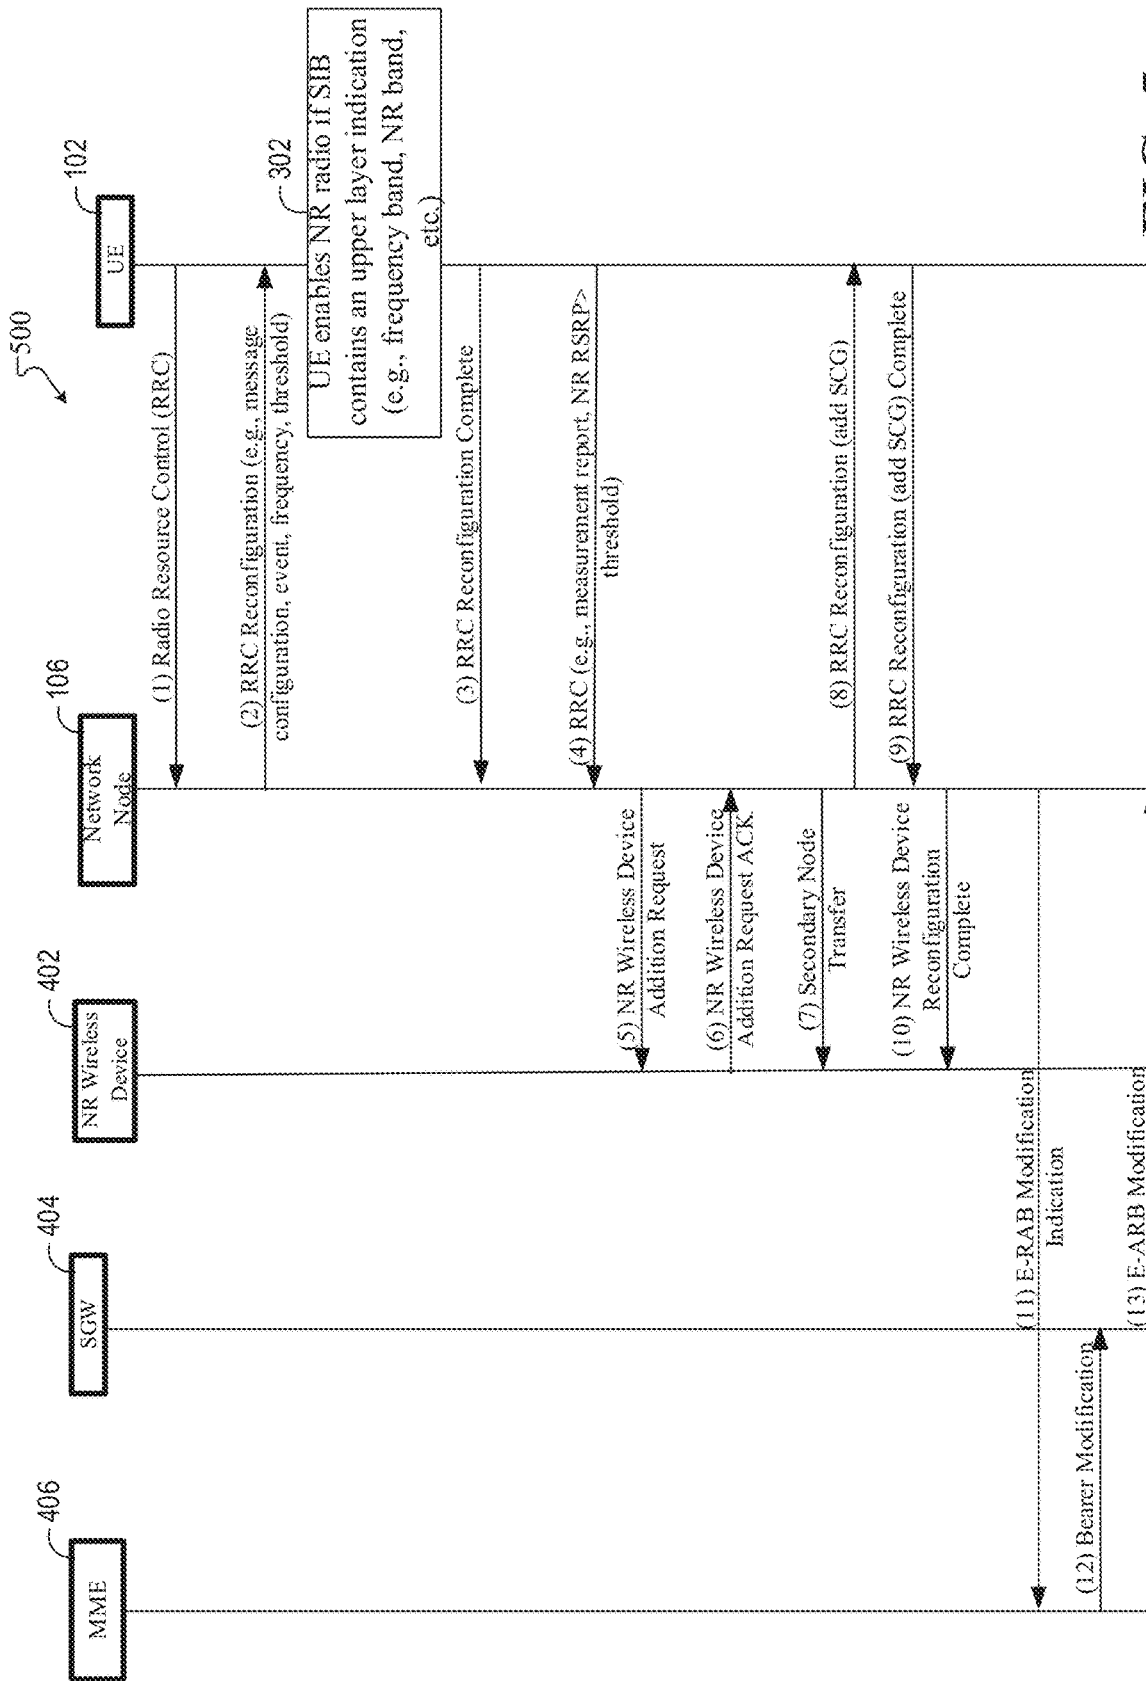 500
102
UE
106
Network
Node
402
NR Wireless
Device
404
SGW
406
MME
(1) Radio Resource Control (RRC)
(2) RRC Reconfiguration (e.g., message
configuration, event, frequency, threshold)
302
UE enables NR radio if SIB
contains an upper layer indication
(e.g., frequency band, NR band,
etc.)
(3) RRC Reconfiguration Complete
(4) RRC (e.g., measurement report, NR RSRP>
threshold)
(5) NR Wireless Device
Addition Request
(6) NR Wireless Device
Addition Request ACK.
(7) Secondary Node
Transfer
(8) RRC Reconfiguration (add SCG)
(9) RRC Reconfiguration (add SCG) Complete
(10) NR Wireless Device
Reconfiguration
Complete
(11) E-RAB Modification
Indication
(12) Bearer Modification
(13) E-ARB Modification